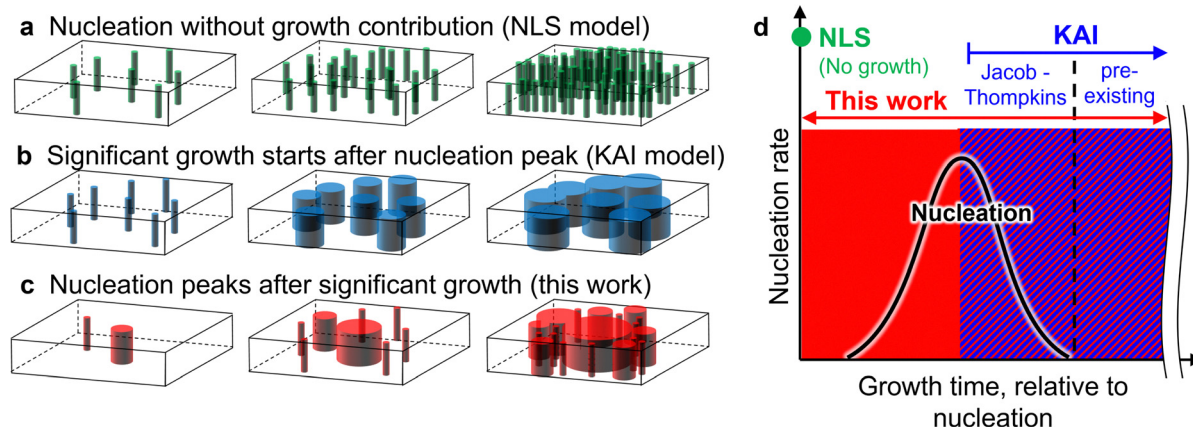 a Nucleation without growth contribution (NLS model)
b Significant growth starts after nucleation peak (KAI model)
c Nucleation peaks after significant growth (this work)
d
NLS
(No growth)
KAI
Jacob -
Thompkins
pre-
existing
This work
Nucleation
Nucleation rate
Growth time, relative to
nucleation